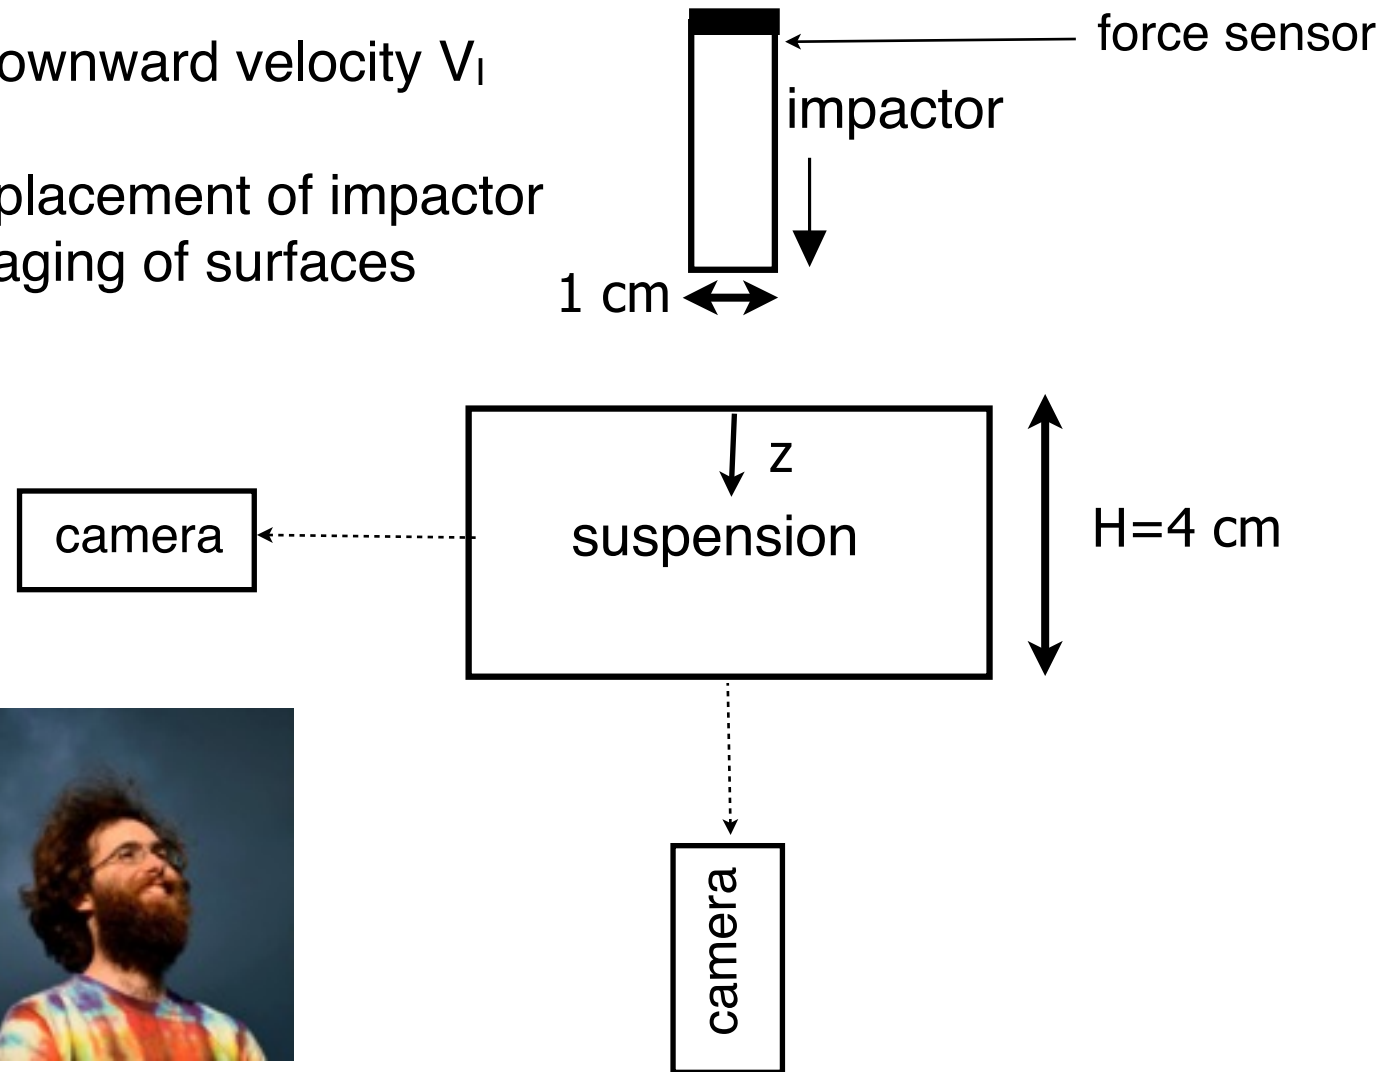 ownward velocity VI
placement of impactor
aging of surfaces
force sensor
impactor
1 cm
z
suspension
camera
H=4 cm
camera